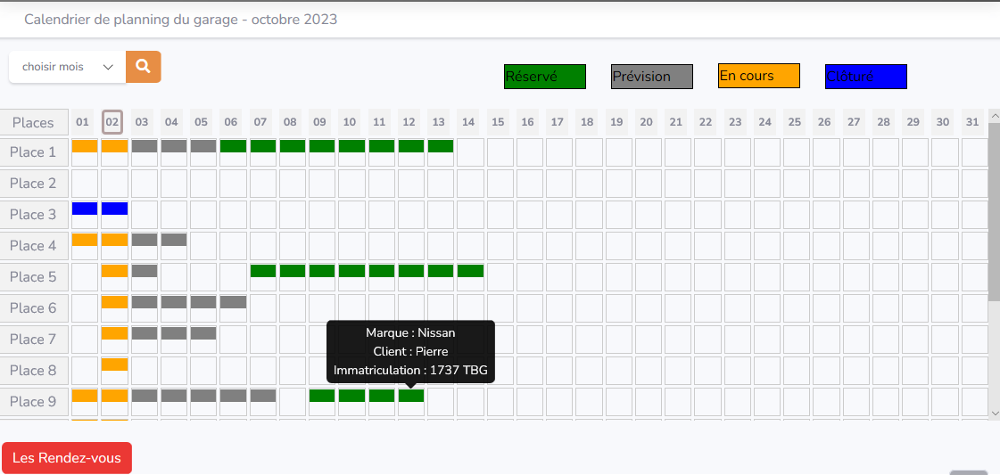 Calendrier de planning du garage - octobre 2023
choisir mois
Réservé Prévision En cours Clôturé
Places 01 02 03 04 05 06 07 08 09 10 11 12 13 14 15 16 17 18 19 20 21 22 23 24 25 26 27 28 29 30 31
Place 1
Place 2
Place 3
Place 4
Place 5
Place 6
Place 7
Place 8
Place 9
Marque : Nissan
Client : Pierre
Immatriculation : 1737 TBG
Les Rendez-vous